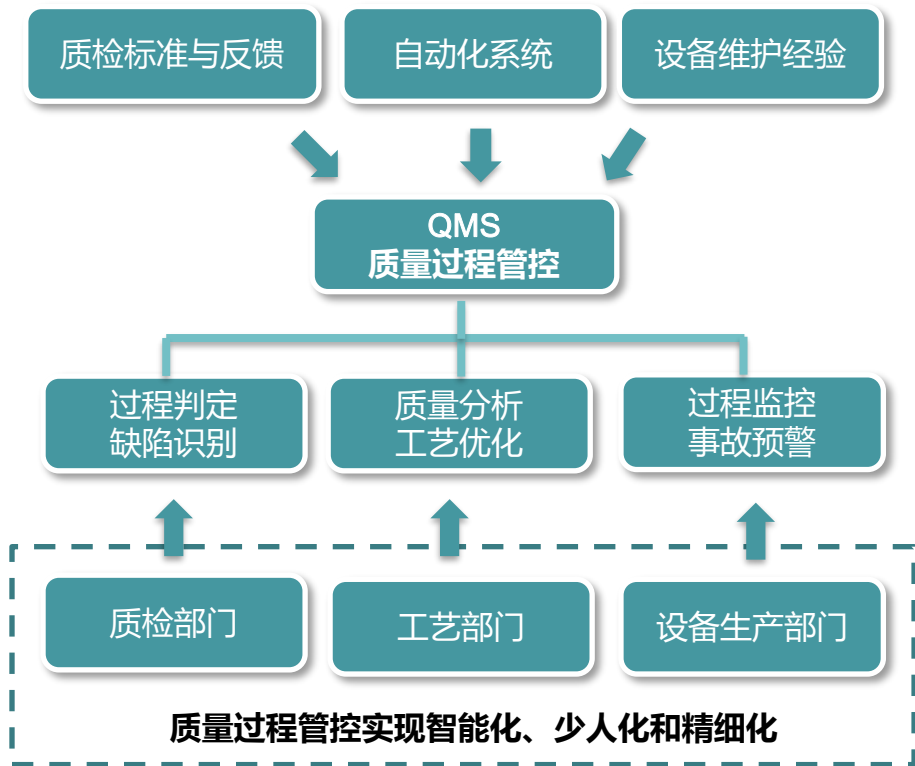 质检标准与反馈
自动化系统
设备维护经验
QMS
质量过程管控
过程判定
缺陷识别
质量分析
工艺优化
过程监控
事故预警
质检部门
工艺部门
设备生产部门
质量过程管控实现智能化、少人化和精细化